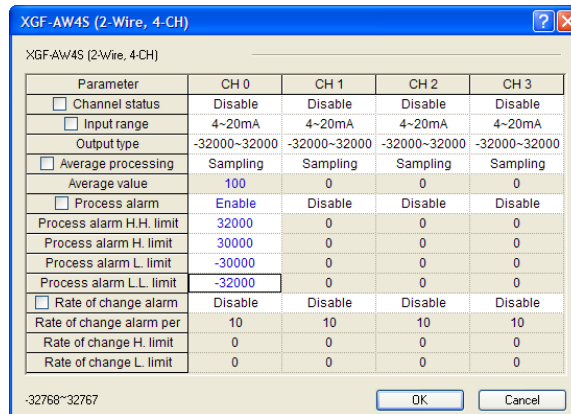 XGF-AW4S (2-Wire, 4-CH)
XGF-AW4S (2-Wire, 4-CH)
Parameter CH 0 CH 1 CH 2 CH 3
Channel status Disable Disable Disable Disable
Input range 4~20mA 4~20mA 4~20mA 4~20mA
Output type -32000~32000 -32000~32000 -32000~32000 -32000~32000
Average processing Sampling Sampling Sampling Sampling
Average value 100 0 0 0
Process alarm Enable Disable Disable Disable
Process alarm H.H. limit 32000 0 0 0
Process alarm H. limit 30000 0 0 0
Process alarm L. limit -30000 0 0 0
Process alarm L.L. limit -32000 0 0 0
Rate of change alarm Disable Disable Disable Disable
Rate of change alarm per 10 10 10 10
Rate of change H. limit 0 0 0 0
Rate of change L. limit 0 0 0 0
-32768~32767 OK Cancel